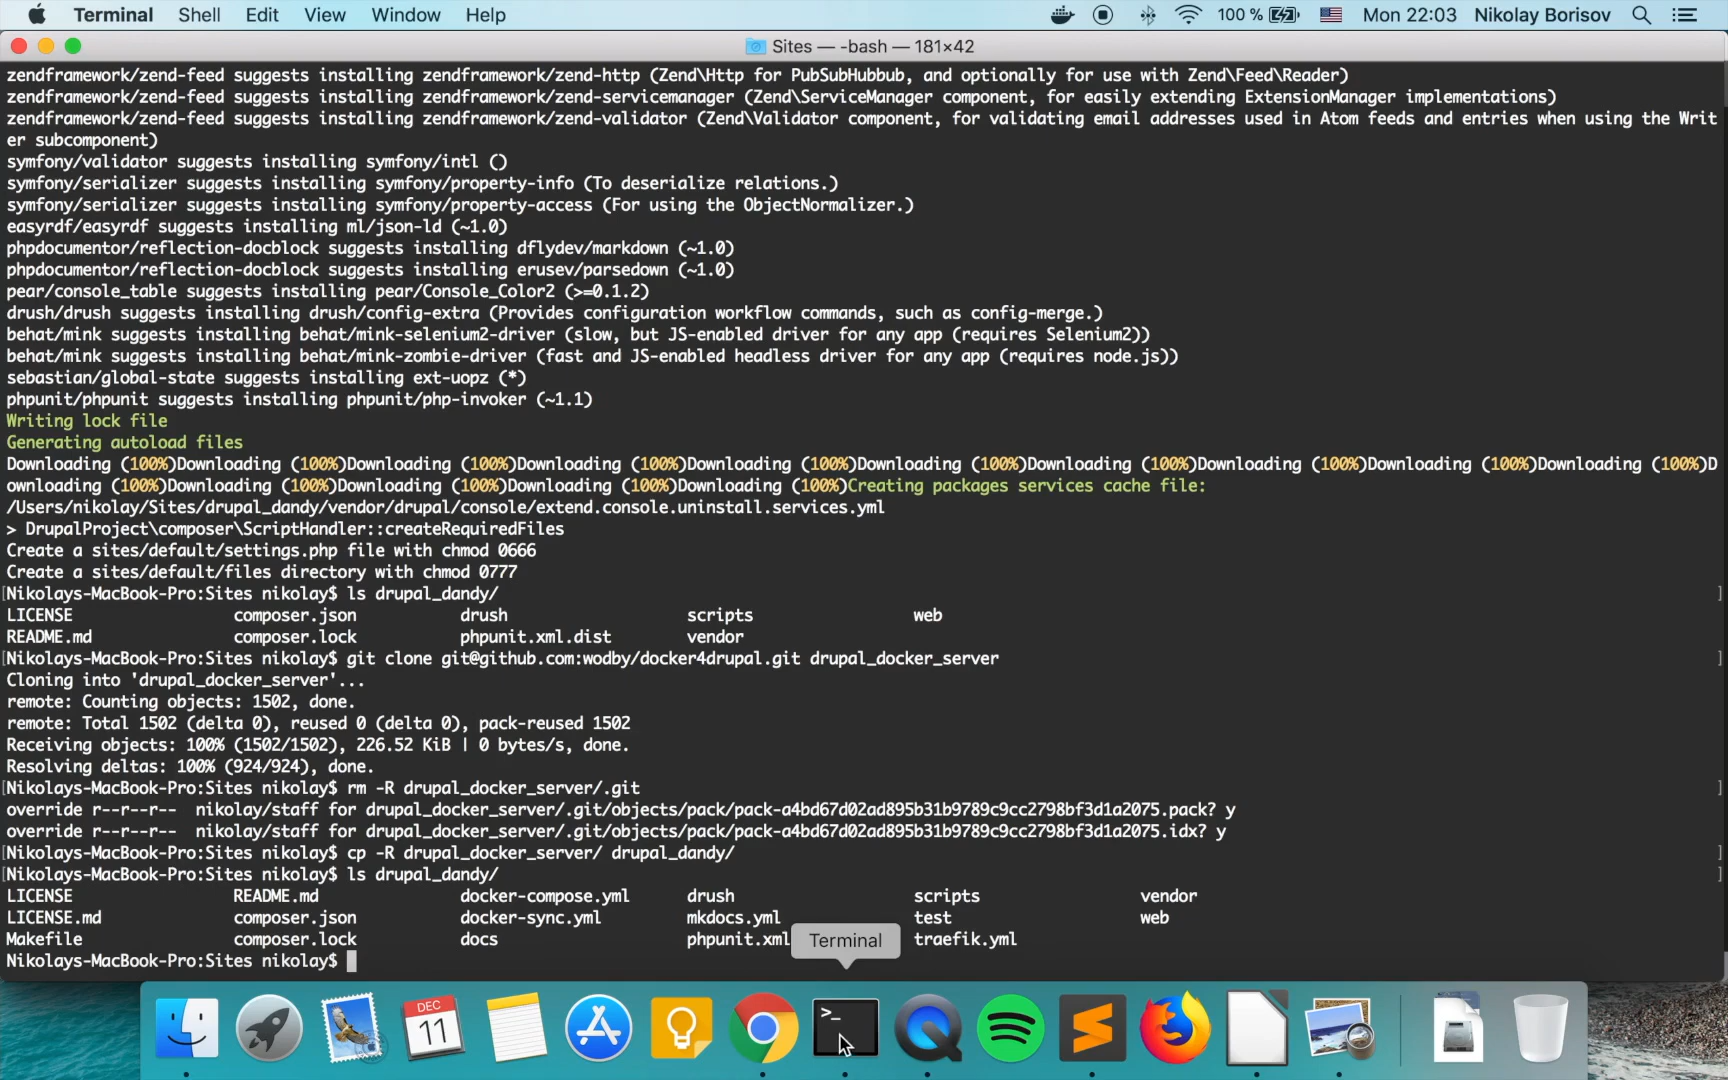 Terminal Shell Edit View Window Help 100 % Mon 22:03 Nikolay Borisov
Sites — -bash — 181×42
zendframework/zend-feed suggests installing zendframework/zend-http (Zend\Http for PubSubHubbub, and optionally for use with Zend\Feed\Reader)
zendframework/zend-feed suggests installing zendframework/zend-servicemanager (Zend\ServiceManager component, for easily extending ExtensionManager implementations)
zendframework/zend-feed suggests installing zendframework/zend-validator (Zend\Validator component, for validating email addresses used in Atom feeds and entries when using the Writ
er subcomponent)
symfony/validator suggests installing symfony/intl ()
symfony/serializer suggests installing symfony/property-info (To deserialize relations.)
symfony/serializer suggests installing symfony/property-access (For using the ObjectNormalizer.)
easyrdf/easyrdf suggests installing ml/json-ld (~1.0)
phpdocumentor/reflection-docblock suggests installing dflydev/markdown (~1.0)
phpdocumentor/reflection-docblock suggests installing erusev/parsedown (~1.0)
pear/console_table suggests installing pear/Console_Color2 (>=0.1.2)
drush/drush suggests installing drush/config-extra (Provides configuration workflow commands, such as config-merge.)
behat/mink suggests installing behat/mink-selenium2-driver (slow, but JS-enabled driver for any app (requires Selenium2))
behat/mink suggests installing behat/mink-zombie-driver (fast and JS-enabled headless driver for any app (requires node.js))
sebastian/global-state suggests installing ext-uopz (*)
phpunit/phpunit suggests installing phpunit/php-invoker (~1.1)
Writing lock file
Generating autoload files
Downloading (100%)Downloading (100%)Downloading (100%)Downloading (100%)Downloading (100%)Downloading (100%)Downloading (100%)Downloading (100%)Downloading (100%)Downloading (100%)D
ownloading (100%)Downloading (100%)Downloading (100%)Downloading (100%)Downloading (100%)Creating packages services cache file:
/Users/nikolay/Sites/drupal_dandy/vendor/drupal/console/extend.console.uninstall.services.yml
> DrupalProject\composer\ScriptHandler::createRequiredFiles
Create a sites/default/settings.php file with chmod 0666
Create a sites/default/files directory with chmod 0777
[Nikolays-MacBook-Pro:Sites nikolay$ ls drupal_dandy/ ]
LICENSE composer.json drush scripts web
README.md composer.lock phpunit.xml.dist vendor
[Nikolays-MacBook-Pro:Sites nikolay$ git clone git@github.com:wodby/docker4drupal.git drupal_docker_server ]
Cloning into 'drupal_docker_server'...
remote: Counting objects: 1502, done.
remote: Total 1502 (delta 0), reused 0 (delta 0), pack-reused 1502
Receiving objects: 100% (1502/1502), 226.52 KiB | 0 bytes/s, done.
Resolving deltas: 100% (924/924), done.
[Nikolays-MacBook-Pro:Sites nikolay$ rm -R drupal_docker_server/.git ]
override r--r--r--  nikolay/staff for drupal_docker_server/.git/objects/pack/pack-a4bd67d02ad895b31b9789c9cc2798bf3d1a2075.pack? y
override r--r--r--  nikolay/staff for drupal_docker_server/.git/objects/pack/pack-a4bd67d02ad895b31b9789c9cc2798bf3d1a2075.idx? y
[Nikolays-MacBook-Pro:Sites nikolay$ cp -R drupal_docker_server/ drupal_dandy/ ]
[Nikolays-MacBook-Pro:Sites nikolay$ ls drupal_dandy/ ]
LICENSE README.md docker-compose.yml drush scripts vendor
LICENSE.md composer.json docker-sync.yml mkdocs.yml test web
Makefile composer.lock docs phpunit.xml traefik.yml
Nikolays-MacBook-Pro:Sites nikolay$
Terminal
DEC
11